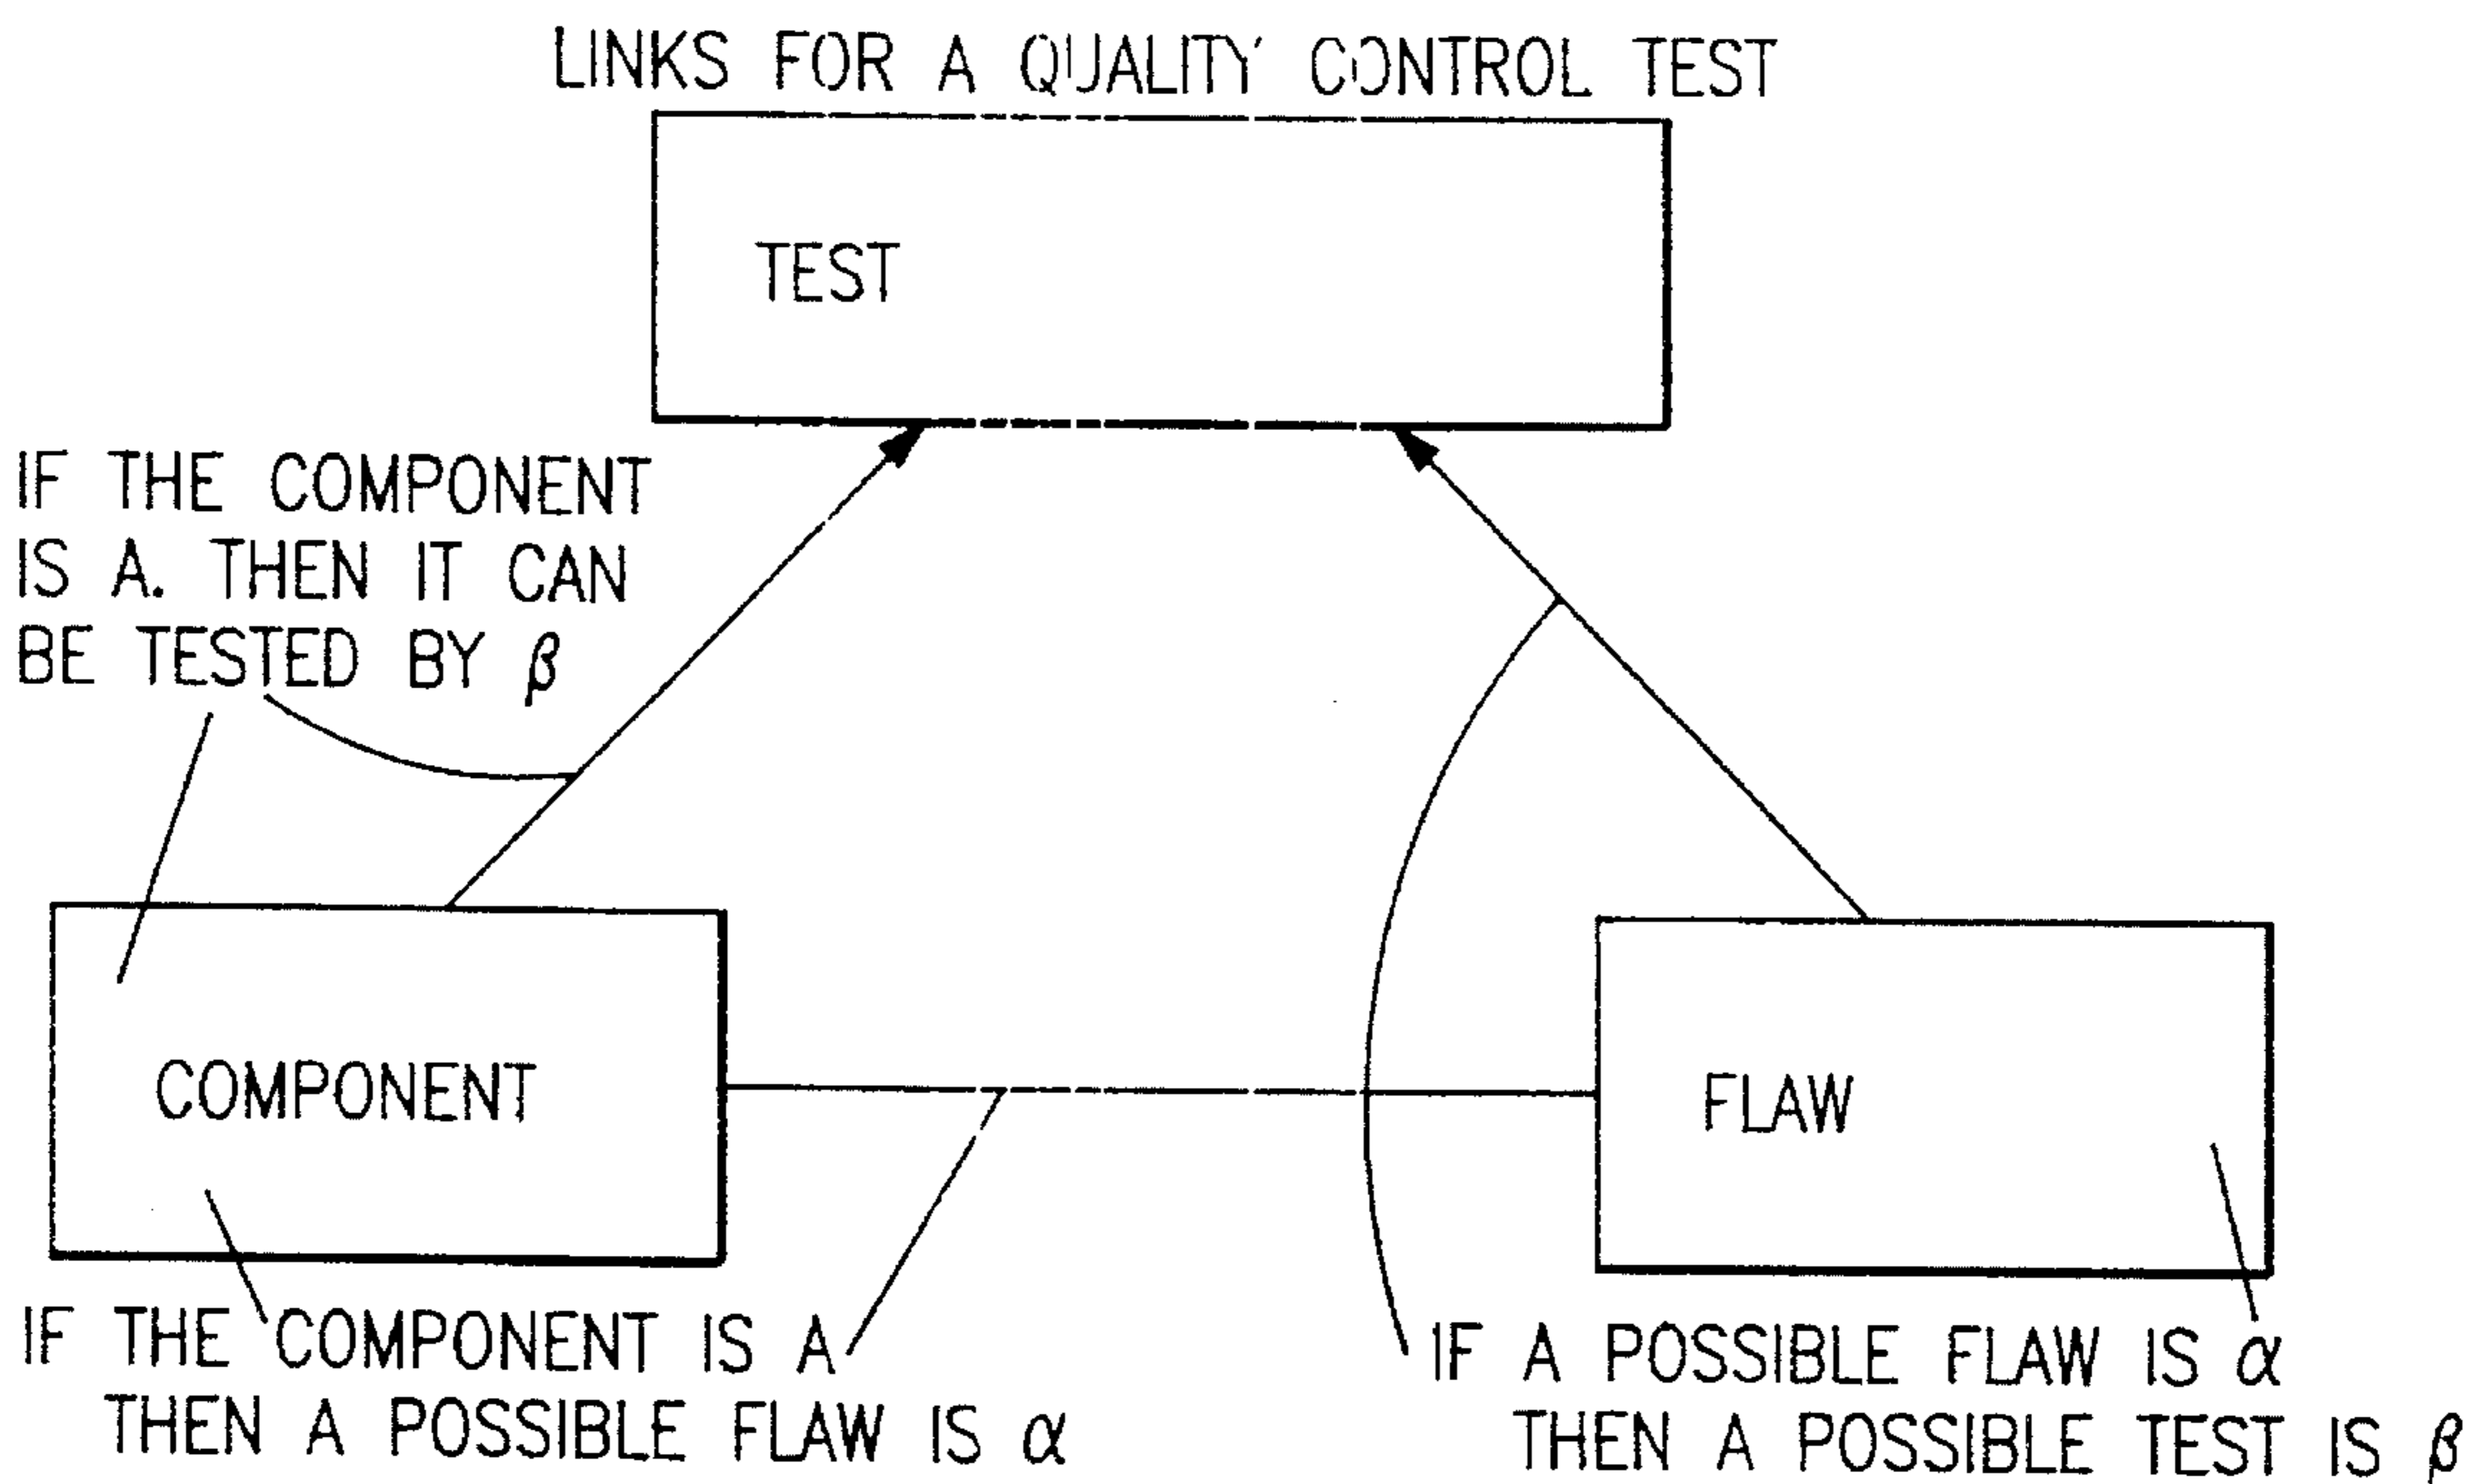 LINKS FOR A QUALITY CONTROL TEST
TEST
IF THE COMPONENT
IS A. THEN IT CAN
BE TESTED BY β
COMPONENT
FLAW
IF THE COMPONENT IS A
THEN A POSSIBLE FLAW IS α
IF A POSSIBLE FLAW IS α
THEN A POSSIBLE TEST IS β